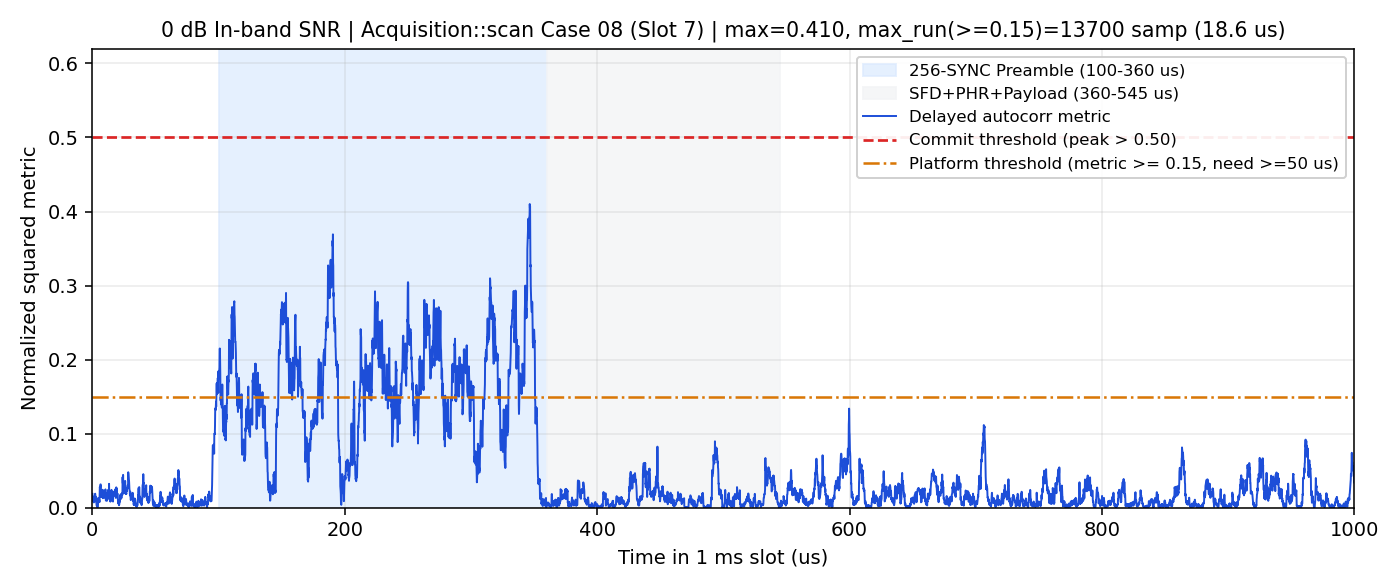 0 dB In-band SNR | Acquisition::scan Case 08 (Slot 7) | max=0.410, max_run(>=0.15)=13700 samp (18.6 us)
256-SYNC Preamble (100-360 us)
SFD+PHR+Payload (360-545 us)
Delayed autocorr metric
Commit threshold (peak > 0.50)
Platform threshold (metric >= 0.15, need >=50 us)
Normalized squared metric
0.6
0.5
0.4
0.3
0.2
0.1
0.0
0 200 400 600 800 1000
Time in 1 ms slot (us)